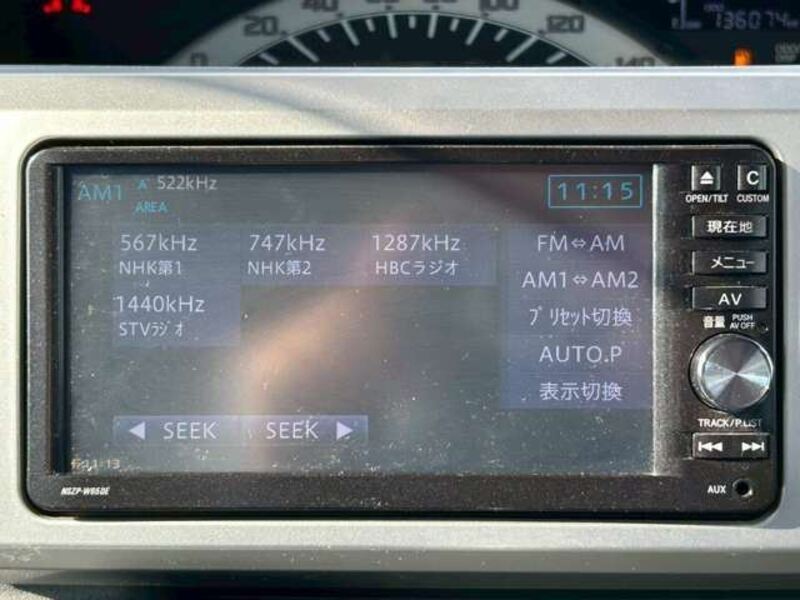 20 40 100 120 140
0
136074km
AM1 A 522kHz
AREA
11:15
567kHz 747kHz 1287kHz
NHK第1 NHK第2 HBCラジオ
1440kHz
STVラジオ
FM⇔AM
AM1⇔AM2
プリセット切換
AUTO.P
表示切換
◀ SEEK SEEK ▶
NSZP-W65DE
C
OPEN/TILT CUSTOM
現在地
メニュー
AV
音量 PUSH
AV OFF
TRACK/P.LIST
AUX